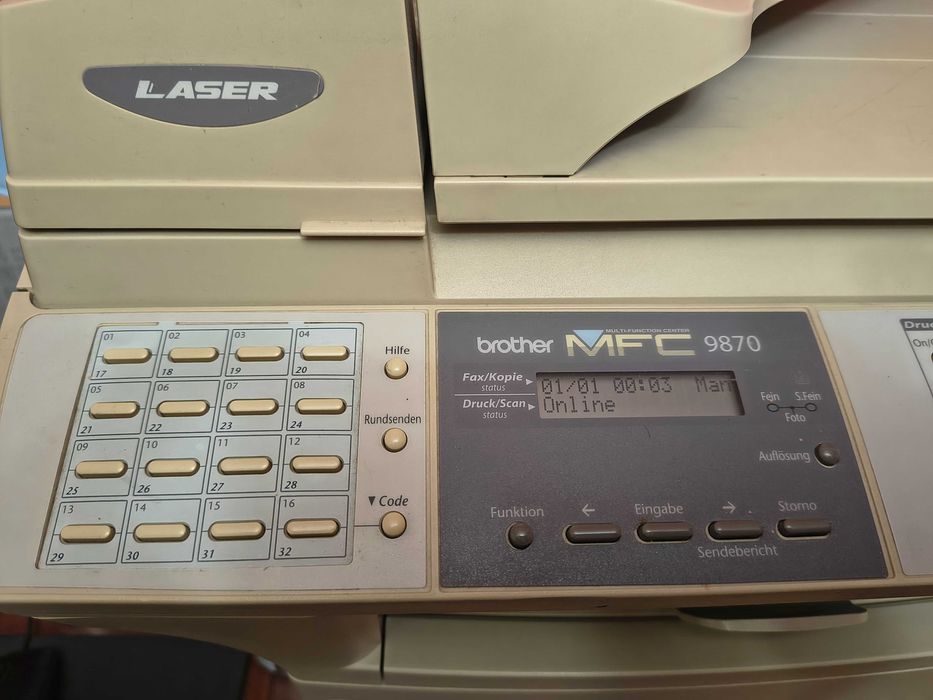 LASER
01 02 03 04
17 18 19 20
05 06 07 08
21 22 23 24
09 10 11 12
25 26 27 28
13 14 15 16
29 30 31 32
Hilfe
Rundsenden
▼Code
MULTI-FUNCTION CENTER
brother MFC 9870
Fax/Kopie
status
01/01 00:03 Man
Druck/Scan
status
Online
Fein S.Fein
Foto
Auflösung
Funktion ← Eingabe → Storno
Sendebericht